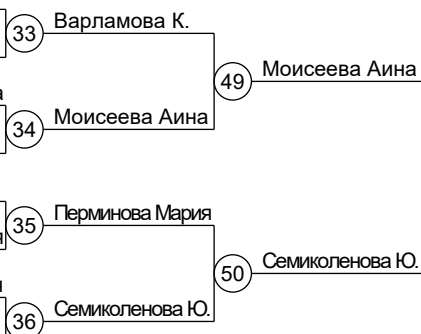 33 Варламова К.
49 Моисеева Аина
а
34 Моисеева Аина
35 Перминова Мария
я
50 Семиколенова Ю.
36 Семиколенова Ю.